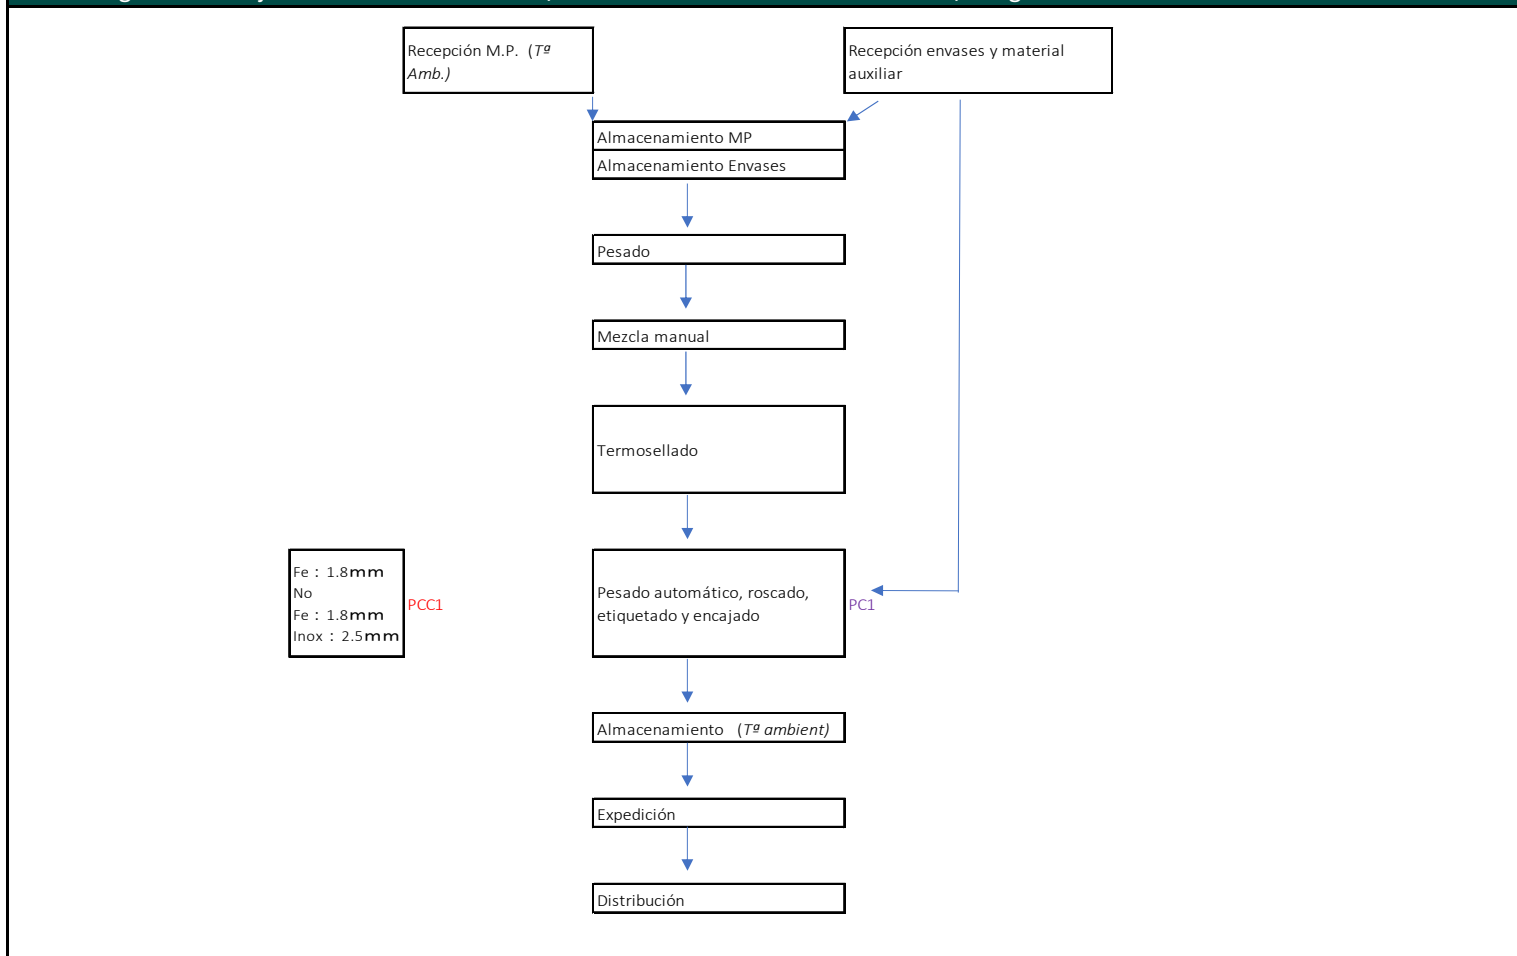 Recepción M.P. (Tª
Amb.)
Recepción envases y material
auxiliar
Almacenamiento MP
Almacenamiento Envases
Pesado
Mezcla manual
Termosellado
Fe : 1.8mm
No
Fe : 1.8mm
Inox : 2.5mm
PCC1
Pesado automático, roscado,
etiquetado y encajado
PC1
Almacenamiento (Tª ambient)
Expedición
Distribución